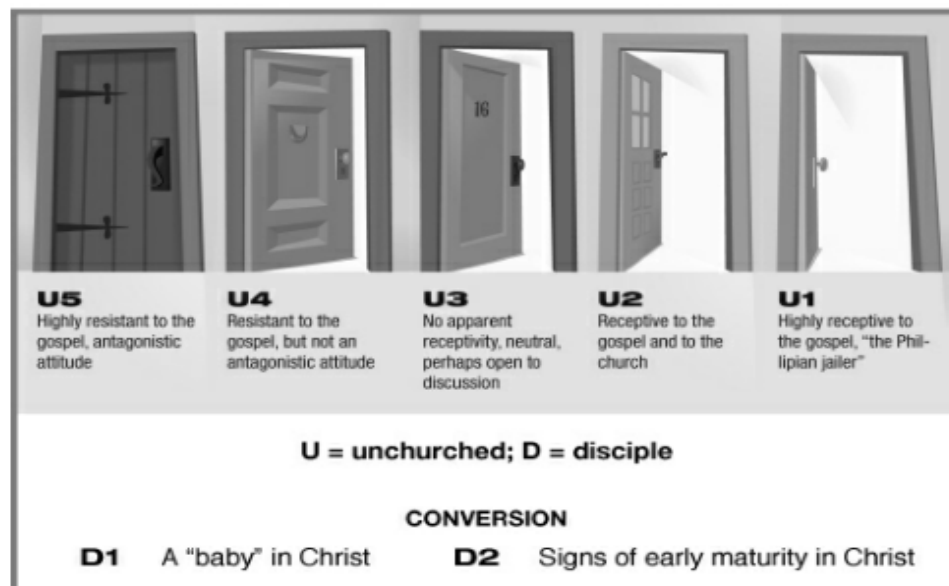 16
U5
Highly resistant to the
gospel, antagonistic
attitude
U4
Resistant to the
gospel, but not an
antagonistic attitude
U3
No apparent
receptivity, neutral,
perhaps open to
discussion
U2
Receptive to the
gospel and to the
church
U1
Highly receptive to
the gospel, “the Phil-
lipian jailer”
U = unchurched; D = disciple
CONVERSION
D1 A “baby” in Christ D2 Signs of early maturity in Christ